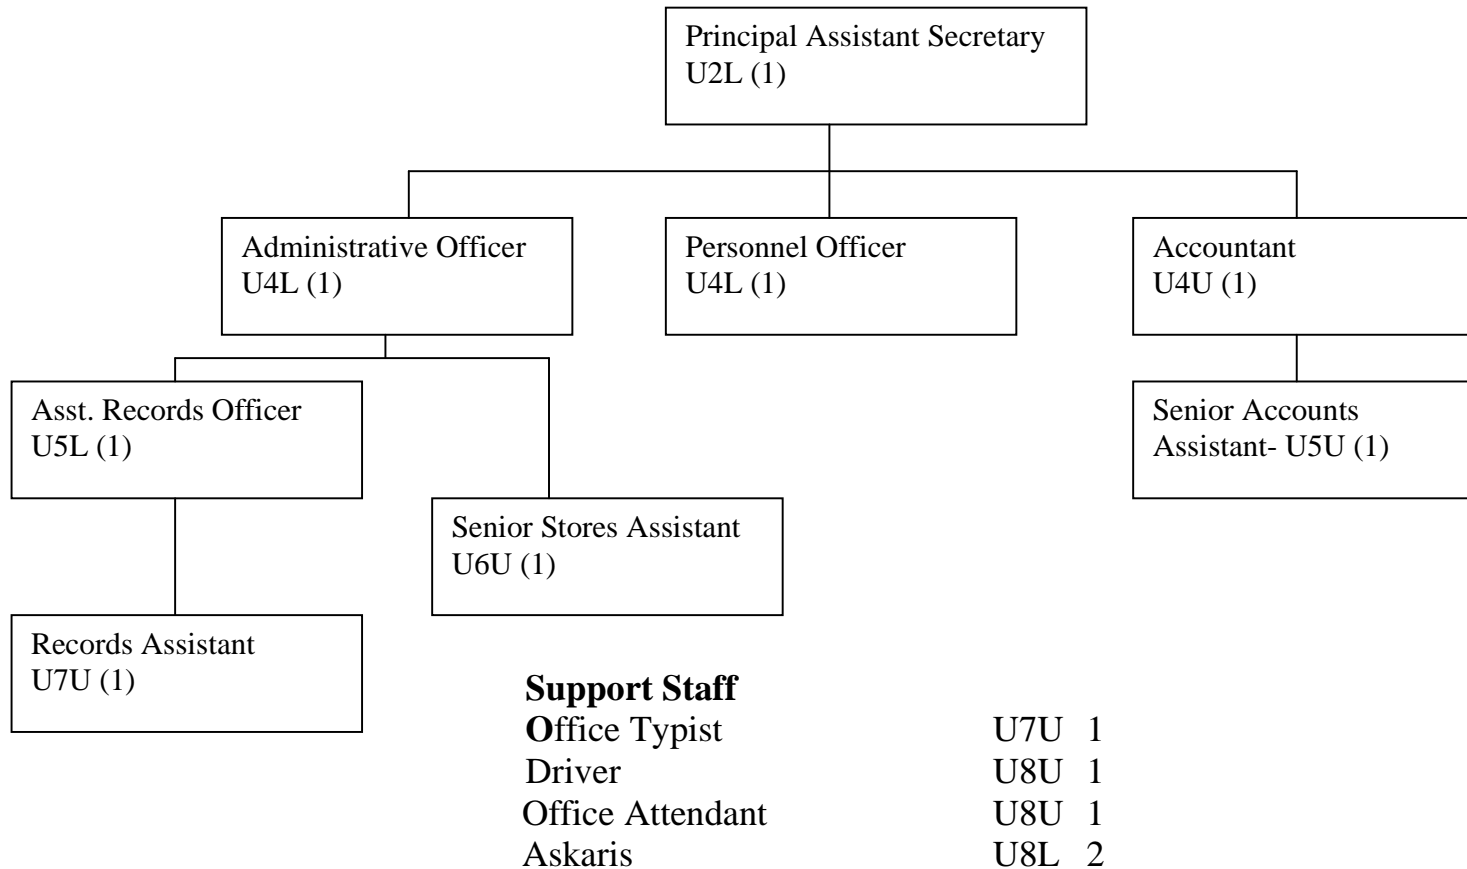 Principal Assistant Secretary
U2L (1)
Administrative Officer
U4L (1)
Personnel Officer
U4L (1)
Accountant
U4U (1)
Asst. Records Officer
U5L (1)
Senior Accounts
Assistant- U5U (1)
Senior Stores Assistant
U6U (1)
Records Assistant
U7U (1)
Support Staff
Office Typist U7U 1
Driver U8U 1
Office Attendant U8U 1
Askaris U8L 2